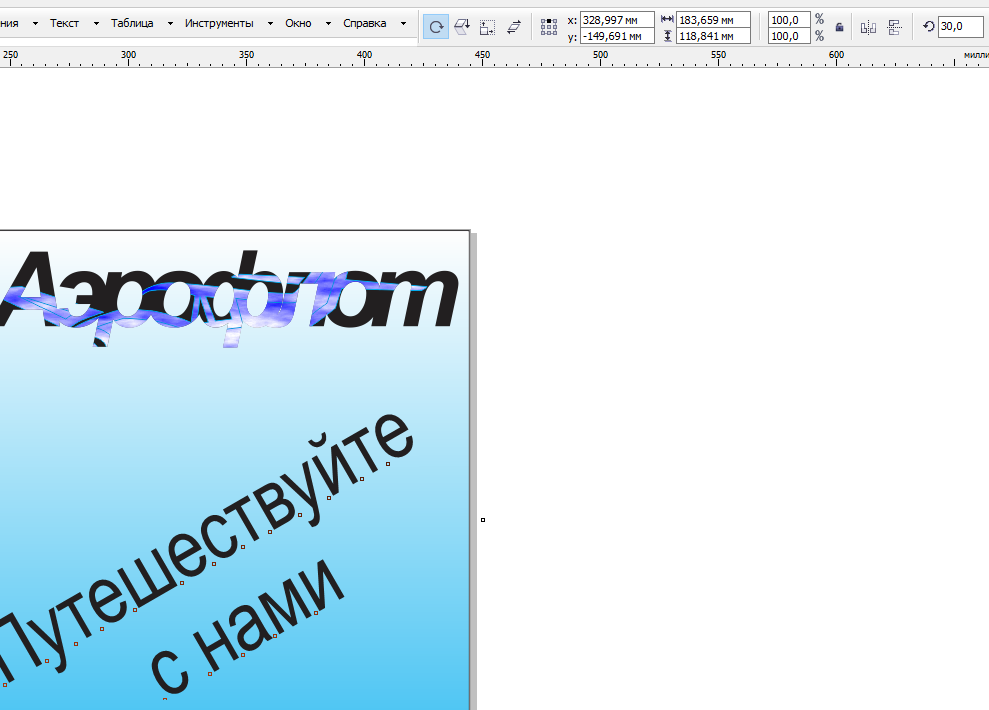 ния Текст Таблица Инструменты Окно Справка
x: 328,997 мм 183,659 мм 100,0 % 30,0
y: -149,691 мм 118,841 мм 100,0 %
250 300 350 400 450 500 550 600 милли
Аэрофлот
Путешествуйте
с нами